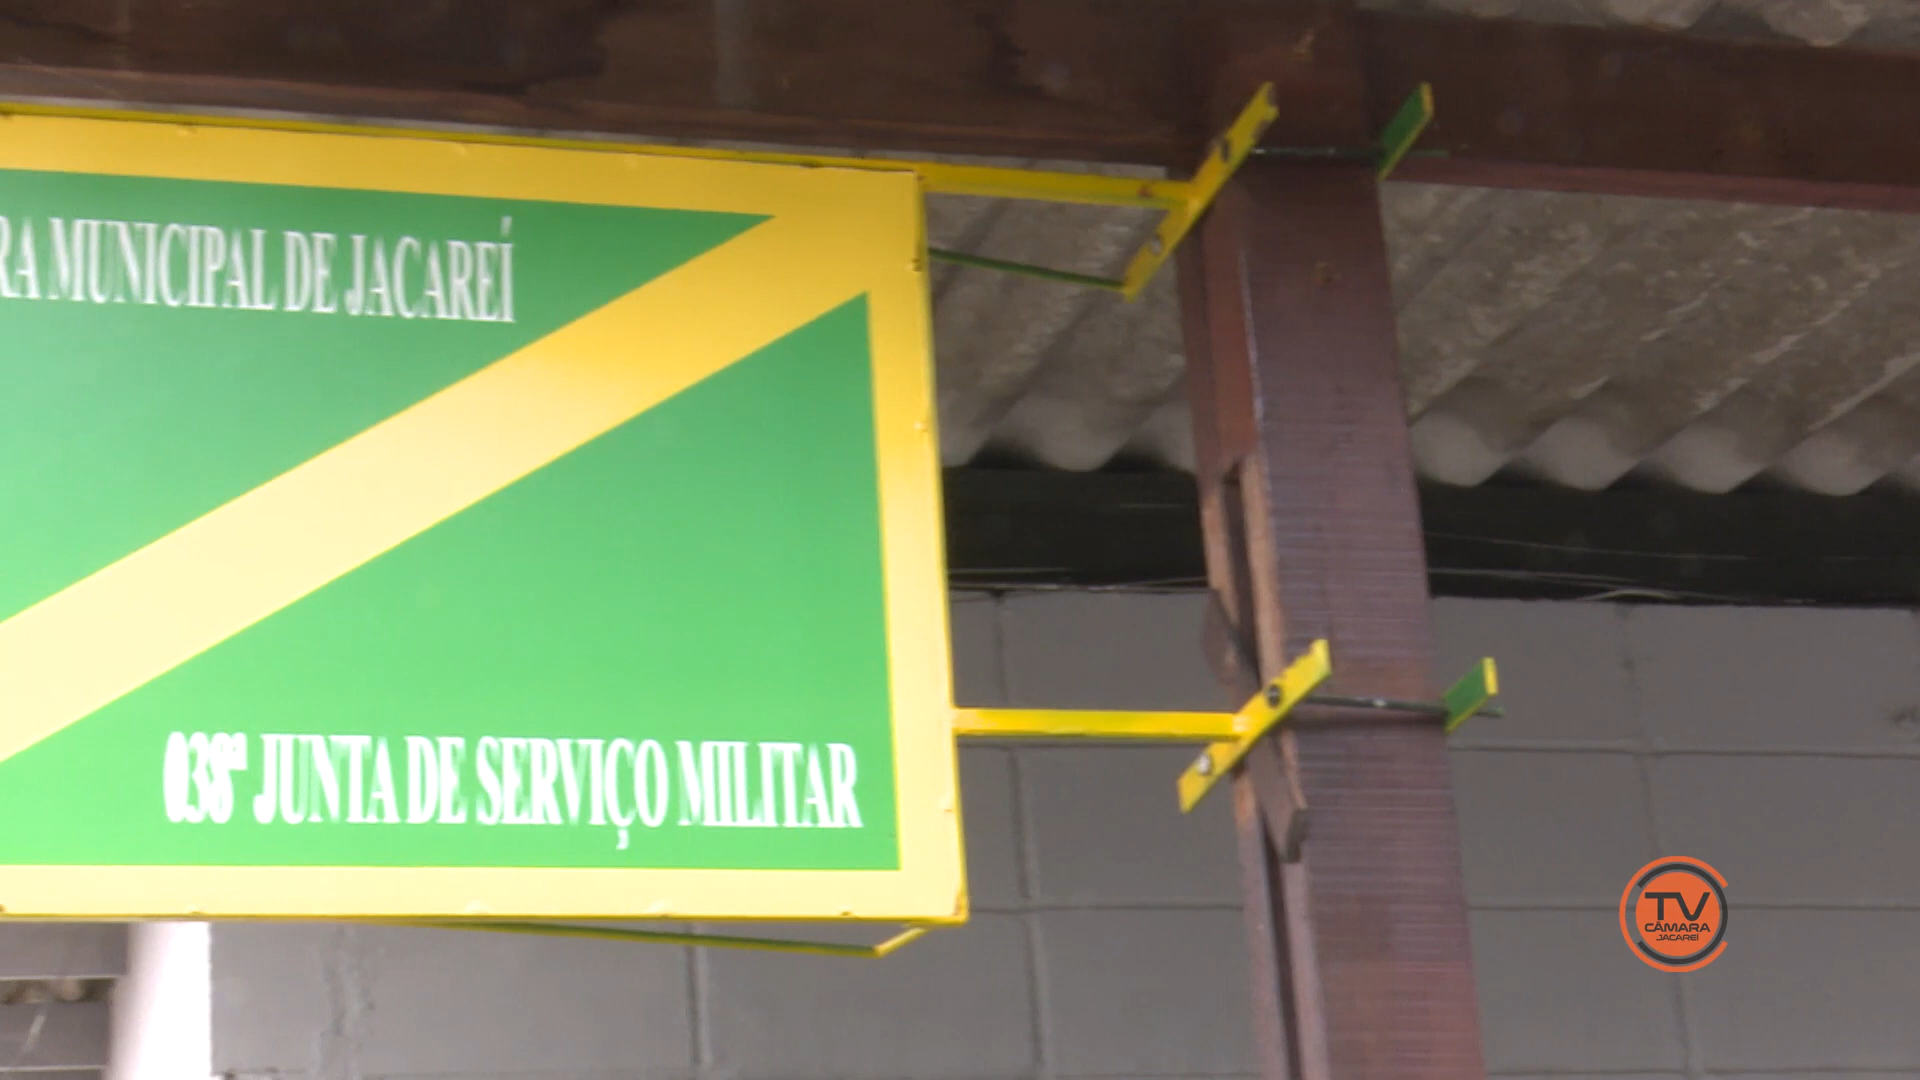 RA MUNICIPAL DE JACAREÍ
038ª JUNTA DE SERVIÇO MILITAR
TV
CÂMARA
JACAREÍ